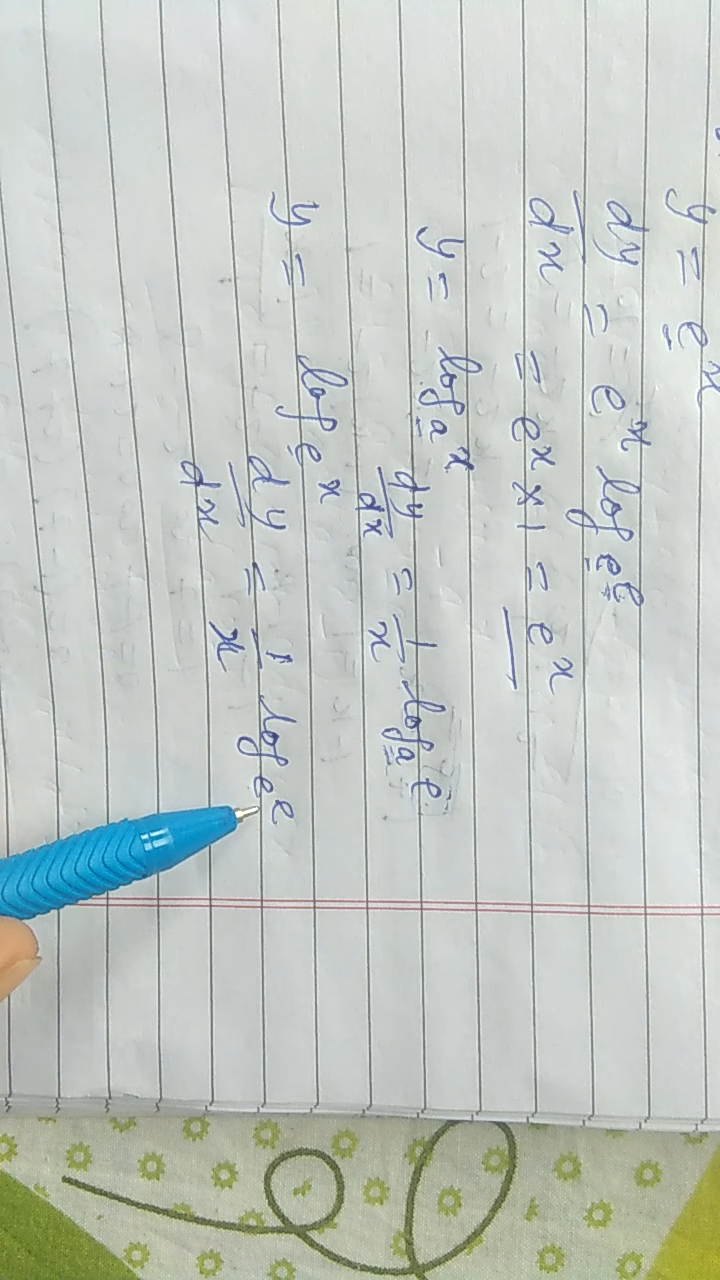 y = e^x
dy/dx = e^x log_e e
= e^x × 1 = e^x
y = log_a x
dy/dx = 1/x log_a e
y = log_e x
dy/dx = 1/x log_e e